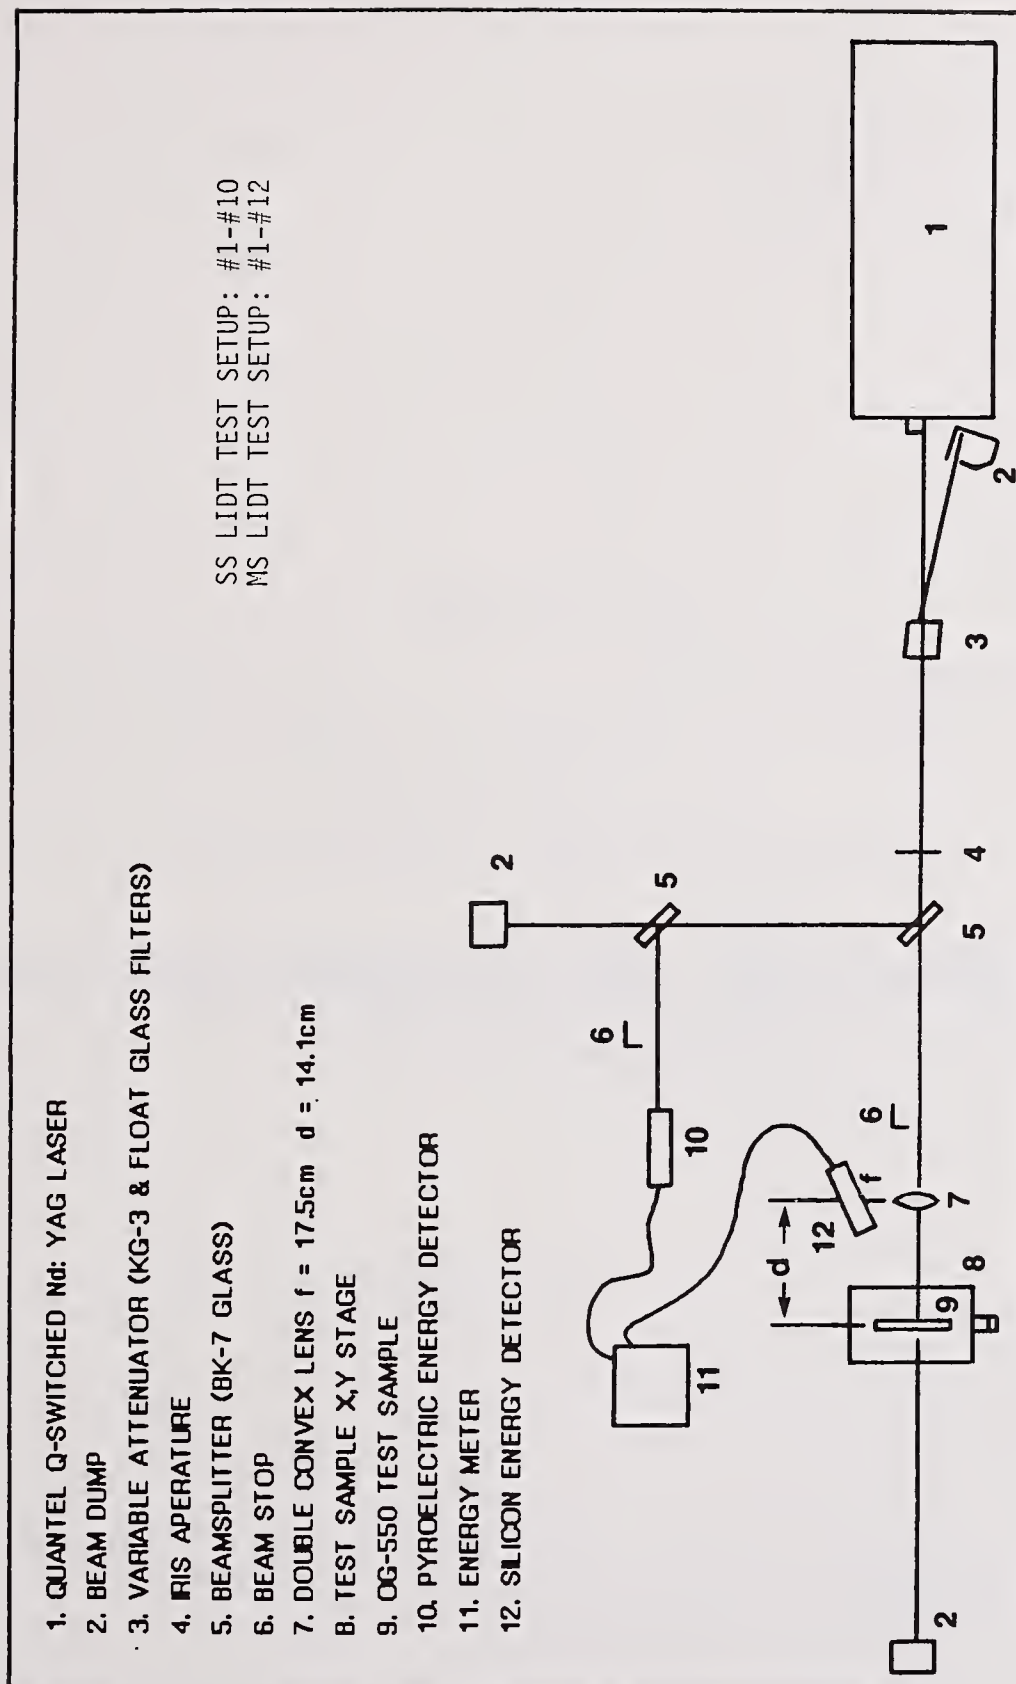 1. QUANTEL Q-SWITCHED Nd: YAG LASER
2. BEAM DUMP
3. VARIABLE ATTENUATOR (KG-3 & FLOAT GLASS FILTERS)
4. IRIS APERATURE
5. BEAMSPLITTER (BK-7 GLASS)
6. BEAM STOP
7. DOUBLE CONVEX LENS f = 17.5cm d = 14.1cm
8. TEST SAMPLE X,Y STAGE
9. OG-550 TEST SAMPLE
10. PYROELECTRIC ENERGY DETECTOR
11. ENERGY METER
12. SILICON ENERGY DETECTOR
SS LIDT TEST SETUP: #1-#10
MS LIDT TEST SETUP: #1-#12
2
5
6
10
11
12
f
d
6
1
2
3
4
5
7
8
9
2